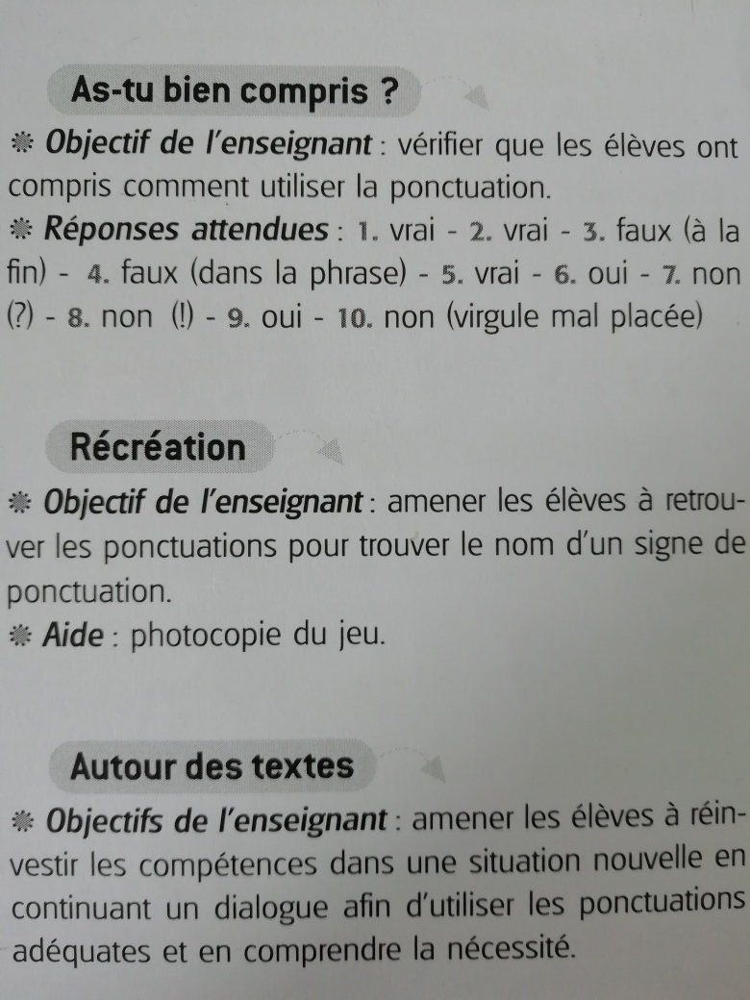 As-tu bien compris ?
❋ Objectif de l'enseignant : vérifier que les élèves ont
compris comment utiliser la ponctuation.
❋ Réponses attendues : 1. vrai - 2. vrai - 3. faux (à la
fin) - 4. faux (dans la phrase) - 5. vrai - 6. oui - 7. non
(?) - 8. non (!) - 9. oui - 10. non (virgule mal placée)
Récréation
❋ Objectif de l'enseignant : amener les élèves à retrou-
ver les ponctuations pour trouver le nom d'un signe de
ponctuation.
❋ Aide : photocopie du jeu.
Autour des textes
❋ Objectifs de l'enseignant : amener les élèves à réin-
vestir les compétences dans une situation nouvelle en
continuant un dialogue afin d'utiliser les ponctuations
adéquates et en comprendre la nécessité.